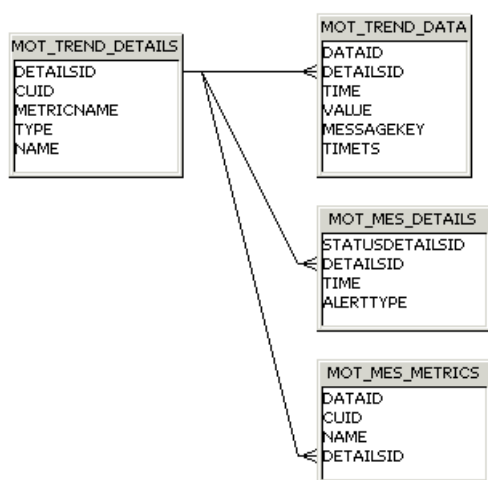 MOT_TREND_DETAILS
DETAILSID
CUID
METRICNAME
TYPE
NAME
MOT_TREND_DATA
DATAID
DETAILSID
TIME
VALUE
MESSAGEKEY
TIMETS
MOT_MES_DETAILS
STATUSDETAILSID
DETAILSID
TIME
ALERTTYPE
MOT_MES_METRICS
DATAID
CUID
NAME
DETAILSID